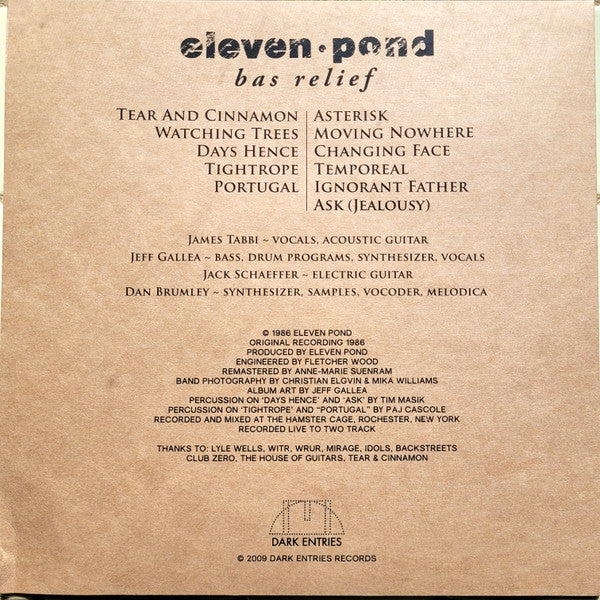 eleven·pond
bas relief
TEAR AND CINNAMON
WATCHING TREES
DAYS HENCE
TIGHTROPE
PORTUGAL
ASTERISK
MOVING NOWHERE
CHANGING FACE
TEMPOREAL
IGNORANT FATHER
ASK (JEALOUSY)
JAMES TABBI ~ VOCALS, ACOUSTIC GUITAR
JEFF GALLEA ~ BASS, DRUM PROGRAMS, SYNTHESIZER, VOCALS
JACK SCHAEFFER ~ ELECTRIC GUITAR
DAN BRUMLEY ~ SYNTHESIZER, SAMPLES, VOCODER, MELODICA
© 1986 ELEVEN POND
ORIGINAL RECORDING 1986
PRODUCED BY ELEVEN POND
ENGINEERED BY FLETCHER WOOD
REMASTERED BY ANNE-MARIE SUENRAM
BAND PHOTOGRAPHY BY CHRISTIAN ELGVIN & MIKA WILLIAMS
ALBUM ART BY JEFF GALLEA
PERCUSSION ON 'DAYS HENCE' AND 'ASK' BY TIM MASIK
PERCUSSION ON 'TIGHTROPE' AND "PORTUGAL" BY PAJ CASCOLE
RECORDED AND MIXED AT THE HAMSTER CAGE, ROCHESTER, NEW YORK
RECORDED LIVE TO TWO TRACK
THANKS TO: LYLE WELLS, WITR, WRUR, MIRAGE, IDOLS, BACKSTREETS
CLUB ZERO, THE HOUSE OF GUITARS, TEAR & CINNAMON
DARK ENTRIES
© 2009 DARK ENTRIES RECORDS